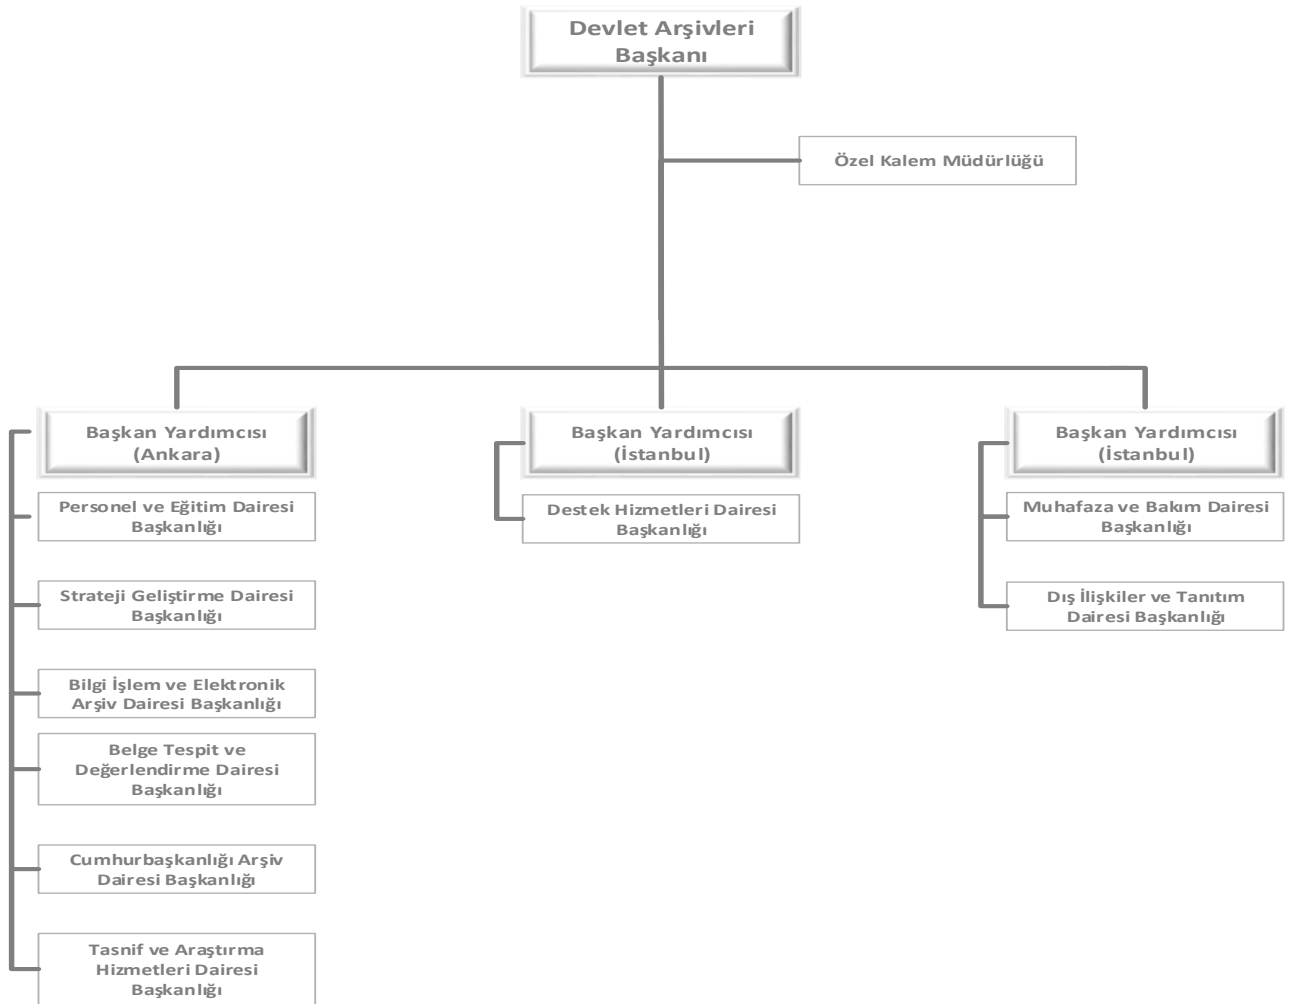 Devlet Arşivleri
Başkanı
Özel Kalem Müdürlüğü
Başkan Yardımcısı
(Ankara)
Personel ve Eğitim Dairesi
Başkanlığı
Strateji Geliştirme Dairesi
Başkanlığı
Bilgi İşlem ve Elektronik
Arşiv Dairesi Başkanlığı
Belge Tespit ve
Değerlendirme Dairesi
Başkanlığı
Cumhurbaşkanlığı Arşiv
Dairesi Başkanlığı
Tasnif ve Araştırma
Hizmetleri Dairesi
Başkanlığı
Başkan Yardımcısı
(İstanbul)
Destek Hizmetleri Dairesi
Başkanlığı
Başkan Yardımcısı
(İstanbul)
Muhafaza ve Bakım Dairesi
Başkanlığı
Dış İlişkiler ve Tanıtım
Dairesi Başkanlığı